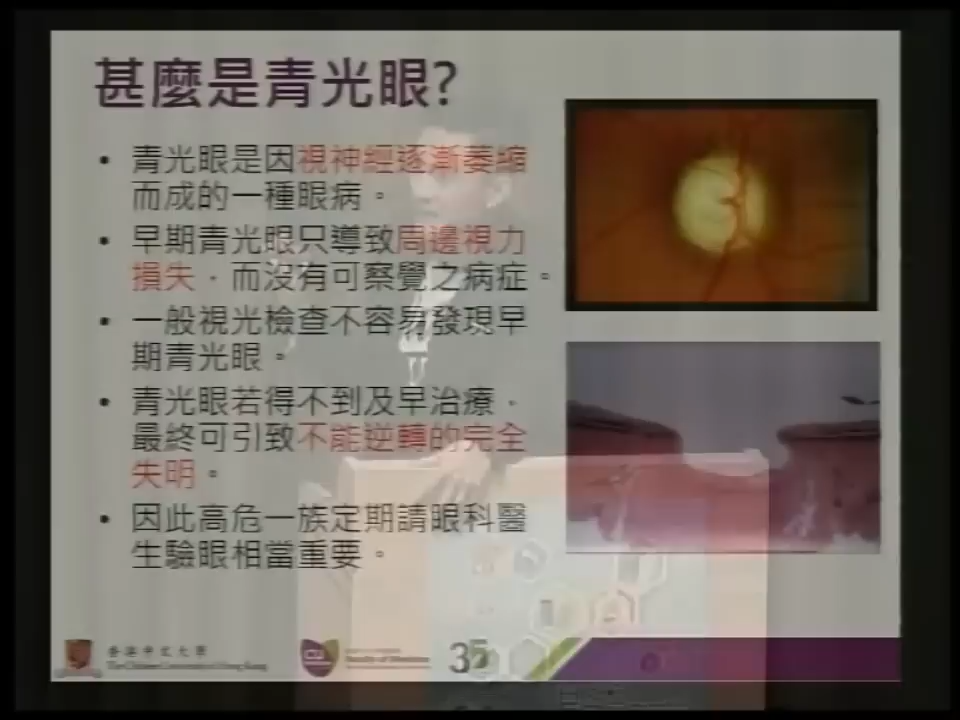 甚麼是青光眼?
• 青光眼是因視神經逐漸萎縮
而成的一種眼病。
• 早期青光眼只導致周邊視力
損失，而沒有可察覺之病症。
• 一般視光檢查不容易發現早
期青光眼。
• 青光眼若得不到及早治療，
最終可引致不能逆轉的完全
失明。
• 因此高危一族定期請眼科醫
生驗眼相當重要。
香港中文大學
The Chinese University of Hong Kong
Faculty of Medicine
35